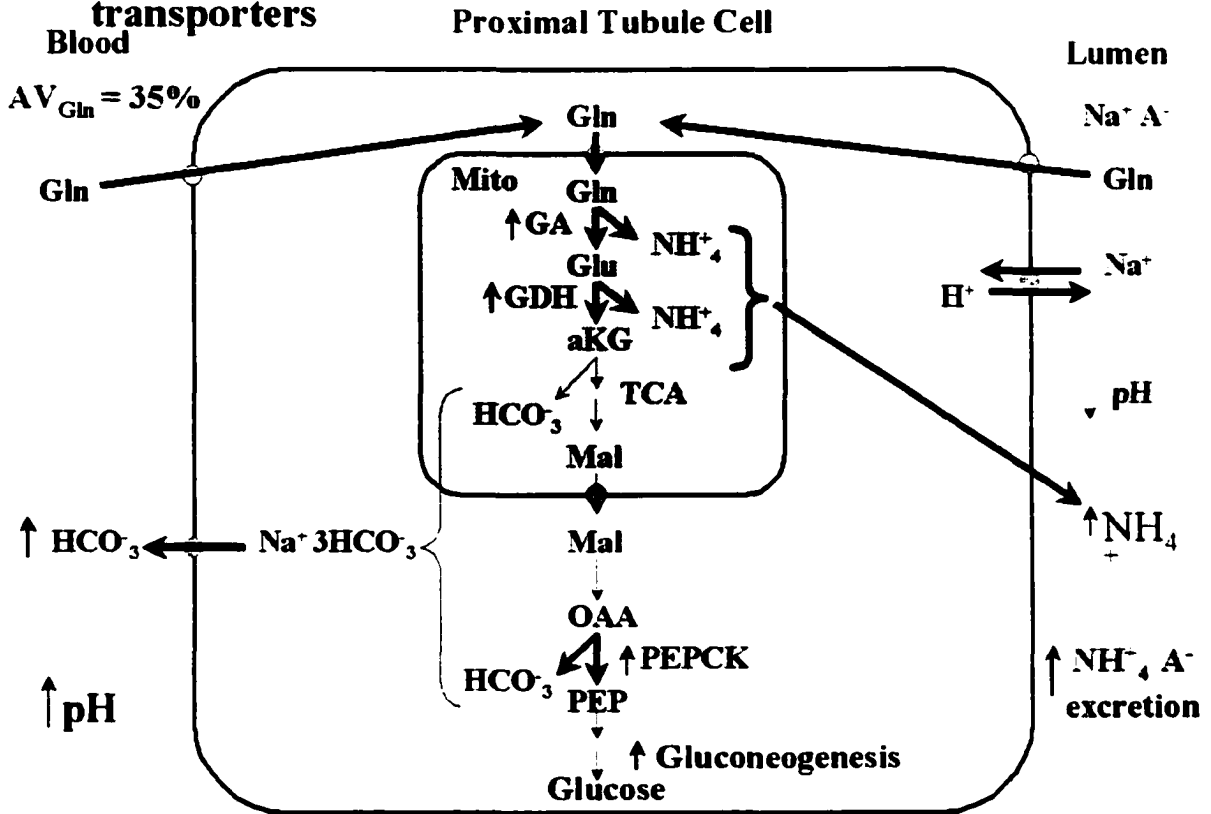 transporters
Proximal Tubule Cell
Blood
Lumen
AV Gln = 35%
Na⁺ A⁻
Gln
Gln
Gln
Mito
Gln
↑GA
NH⁺₄
Na⁺
Glu
H⁺
↑GDH
NH⁺₄
aKG
TCA
pH
HCO⁻₃
Mal
↑ HCO⁻₃
Na⁺ 3HCO⁻₃
Mal
↑NH₄
+
OAA
↑PEPCK
↑ NH⁺₄ A⁻
HCO⁻₃
PEP
excretion
↑pH
↑ Gluconeogenesis
Glucose